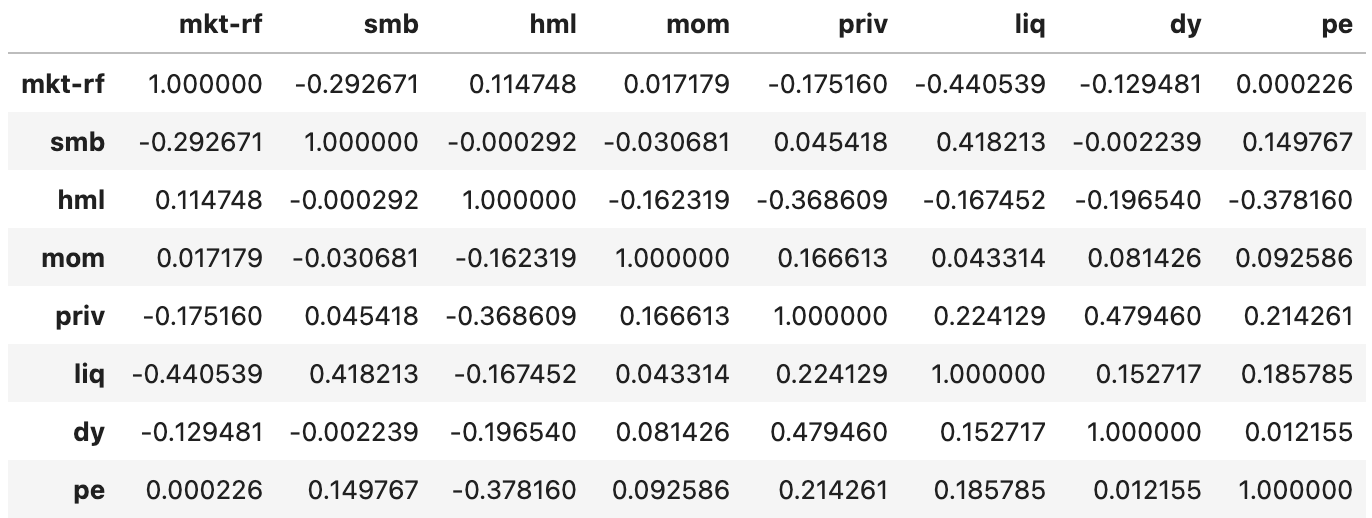 mkt-rf smb hml mom priv liq dy pe
mkt-rf 1.000000 -0.292671 0.114748 0.017179 -0.175160 -0.440539 -0.129481 0.000226
smb -0.292671 1.000000 -0.000292 -0.030681 0.045418 0.418213 -0.002239 0.149767
hml 0.114748 -0.000292 1.000000 -0.162319 -0.368609 -0.167452 -0.196540 -0.378160
mom 0.017179 -0.030681 -0.162319 1.000000 0.166613 0.043314 0.081426 0.092586
priv -0.175160 0.045418 -0.368609 0.166613 1.000000 0.224129 0.479460 0.214261
liq -0.440539 0.418213 -0.167452 0.043314 0.224129 1.000000 0.152717 0.185785
dy -0.129481 -0.002239 -0.196540 0.081426 0.479460 0.152717 1.000000 0.012155
pe 0.000226 0.149767 -0.378160 0.092586 0.214261 0.185785 0.012155 1.000000